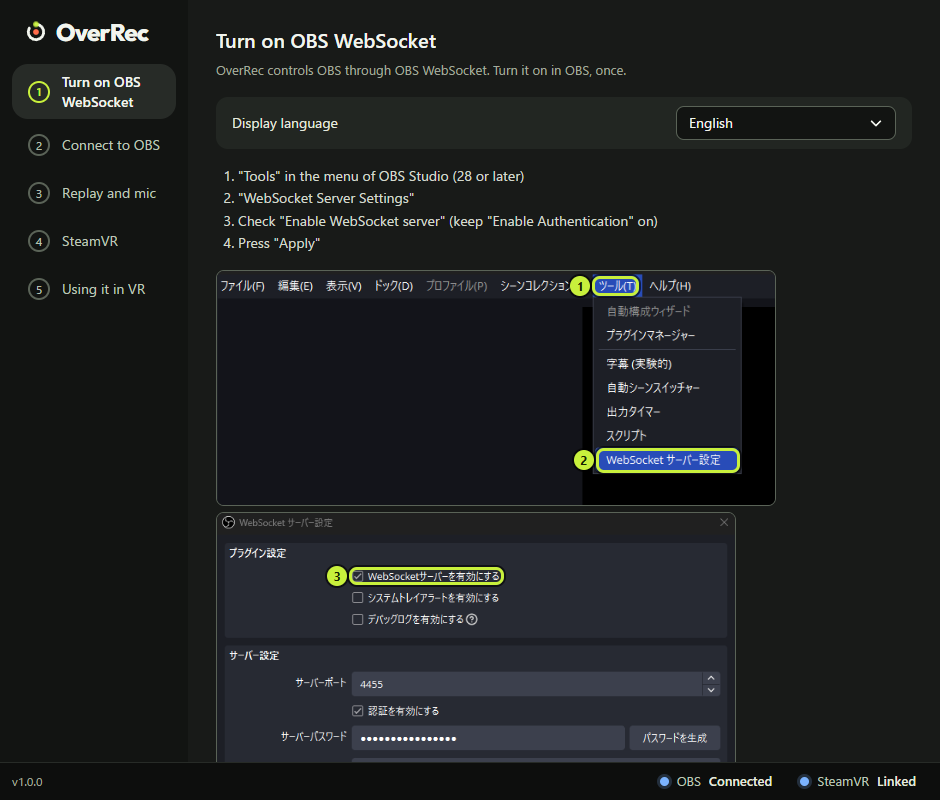 OverRec
1 Turn on OBS WebSocket
2 Connect to OBS
3 Replay and mic
4 SteamVR
5 Using it in VR
Turn on OBS WebSocket
OverRec controls OBS through OBS WebSocket. Turn it on in OBS, once.
Display language English
1. "Tools" in the menu of OBS Studio (28 or later)
2. "WebSocket Server Settings"
3. Check "Enable WebSocket server" (keep "Enable Authentication" on)
4. Press "Apply"
ファイル(F) 編集(E) 表示(V) ドック(D) プロファイル(P) シーンコレクション 1 ツール(T) ヘルプ(H)
自動構成ウィザード
プラグインマネージャー
字幕 (実験的)
自動シーンスイッチャー
出力タイマー
スクリプト
2 WebSocket サーバー設定
WebSocket サーバー設定
プラグイン設定
3 WebSocketサーバーを有効にする
システムトレイアラートを有効にする
デバッグログを有効にする ?
サーバー設定
サーバーポート 4455
認証を有効にする
サーバーパスワード ●●●●●●●●●●●●●●●● パスワードを生成
v1.0.0 OBS Connected SteamVR Linked